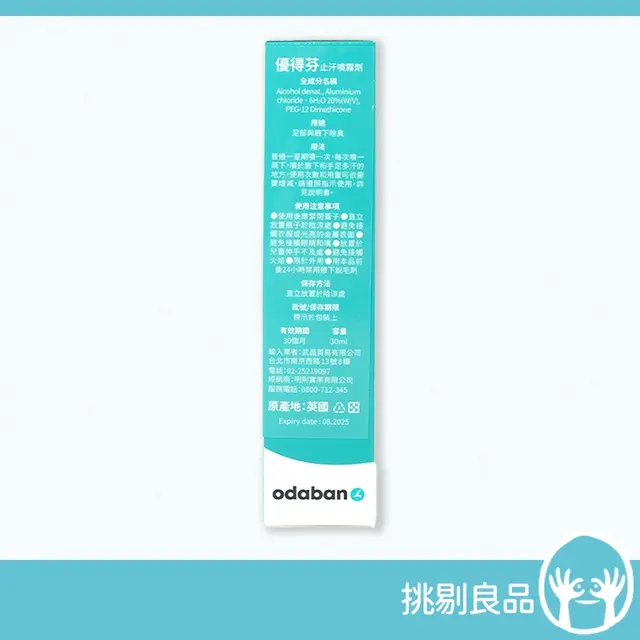 優得芬止汗噴霧劑
全成分名稱
Alcohol denat., Aluminium
chloride・6H₂O 20%(W/V),
PEG-12 Dimethicone
用途
足部與腋下除臭
用法
普通一星期噴一次，每次噴一
兩下，噴於腋下和手足多汗的
地方，使用次數和用量可依需
要增減，請遵照指示使用，詳
見說明書。
使用注意事項
●使用後應緊閉蓋子●直立
放置瓶子於陰涼處●避免接
觸衣服或光亮的金屬表面●
避免接觸眼睛和嘴●放置於
兒童伸手不及處●避免接觸
火焰●限於外用●用本品前
後24小時禁用腋下脫毛劑
保存方法
直立放置於陰涼處
批號/保存期限
標示於包裝上
有效期間 容量
30個月 30ml
輸入業者:武昌貿易有限公司
台北市南京西路13號8樓
電話:02-25219097
經銷商:明則實業有限公司
服務電話:0800-712-345
原產地:英國
Expiry date : 08.2025
odaban
挑剔良品